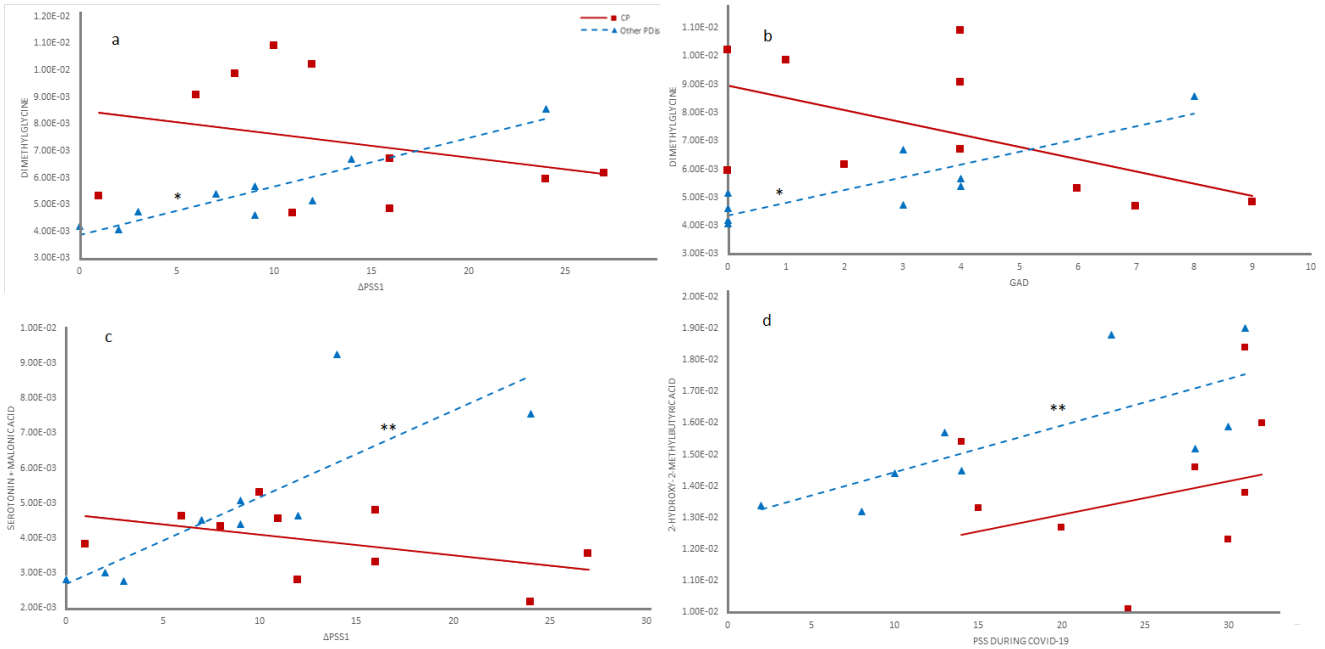 a
CP
Other PDis
1.20E-02
1.10E-02
1.00E-02
9.00E-03
8.00E-03
7.00E-03
6.00E-03
5.00E-03
4.00E-03
3.00E-03
DIMETHYLGLYCINE
*
0 5 10 15 20 25
ΔPSS1
b
1.10E-02
1.00E-02
9.00E-03
8.00E-03
7.00E-03
6.00E-03
5.00E-03
4.00E-03
3.00E-03
DIMETHYLGLYCINE
*
0 1 2 3 4 5 6 7 8 9 10
GAD
c
1.00E-02
9.00E-03
8.00E-03
7.00E-03
6.00E-03
5.00E-03
4.00E-03
3.00E-03
2.00E-03
SEROTONIN+MALONIC ACID
**
0 5 10 15 20 25 30
ΔPSS1
d
2.00E-02
1.90E-02
1.80E-02
1.70E-02
1.60E-02
1.50E-02
1.40E-02
1.30E-02
1.20E-02
1.10E-02
1.00E-02
2-HYDROXY-2-METHYLBUTYRIC ACID
**
0 5 10 15 20 25 30
PSS DURING COVID-19